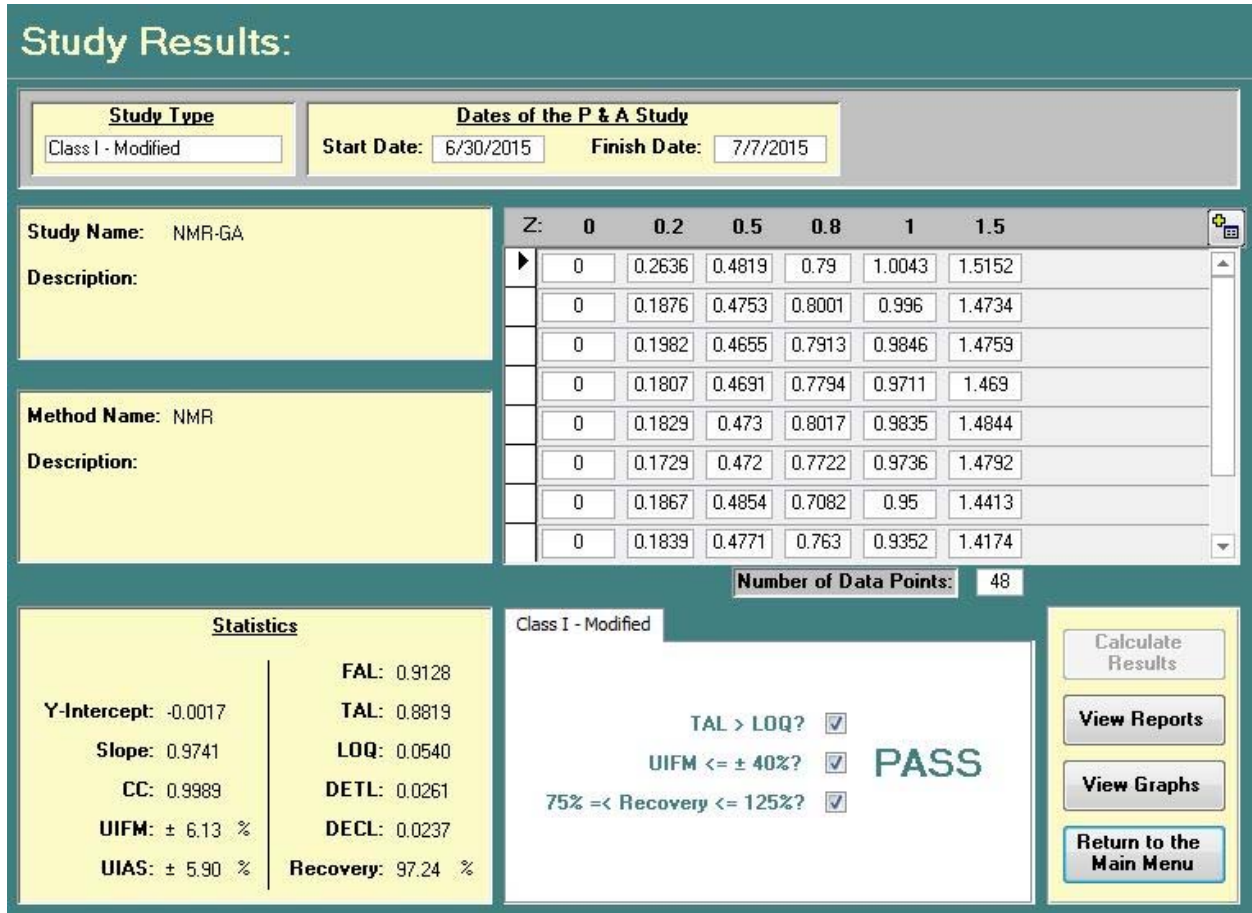 Study Results:
Study Type
Class I - Modified
Dates of the P & A Study
Start Date: 6/30/2015 Finish Date: 7/7/2015
Study Name: NMR-GA
Description:
Method Name: NMR
Description:
Z: 0 0.2 0.5 0.8 1 1.5
0 0.2636 0.4819 0.79 1.0043 1.5152
0 0.1876 0.4753 0.8001 0.996 1.4734
0 0.1982 0.4655 0.7913 0.9846 1.4759
0 0.1807 0.4691 0.7794 0.9711 1.469
0 0.1829 0.473 0.8017 0.9835 1.4844
0 0.1729 0.472 0.7722 0.9736 1.4792
0 0.1867 0.4854 0.7082 0.95 1.4413
0 0.1839 0.4771 0.763 0.9352 1.4174
Number of Data Points: 48
Statistics
Y-Intercept: -0.0017
Slope: 0.9741
CC: 0.9989
UIFM: ± 6.13 %
UIAS: ± 5.90 %
FAL: 0.9128
TAL: 0.8819
LOQ: 0.0540
DETL: 0.0261
DECL: 0.0237
Recovery: 97.24 %
Class I - Modified
TAL > LOQ?
UIFM <= ± 40%?
75% =< Recovery <= 125%?
PASS
Calculate
Results
View Reports
View Graphs
Return to the
Main Menu